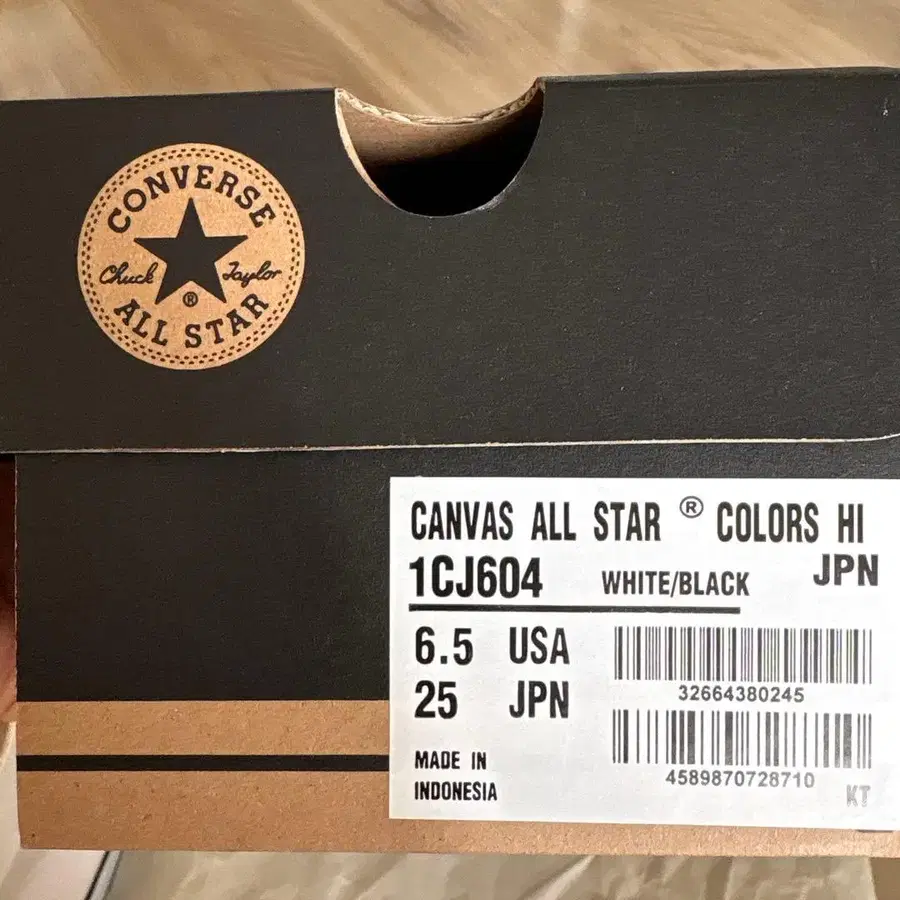 CONVERSE
Chuck Taylor
®
ALL STAR
CANVAS ALL STAR ® COLORS HI
1CJ604 WHITE/BLACK JPN
6.5 USA
32664380245
25 JPN
4589870728710
MADE IN
INDONESIA
KT